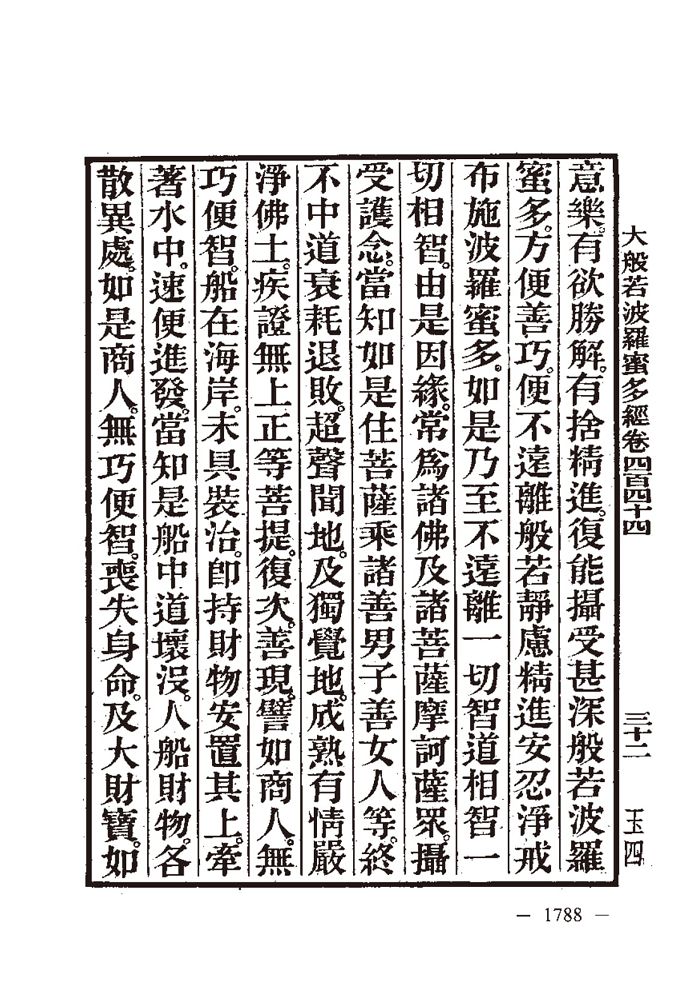 大般若波羅蜜多經卷四百四十四
三十二
玉四
意樂。有欲勝解。有捨精進。復能攝受甚深般若波羅
蜜多。方便善巧。便不遠離般若靜慮精進安忍淨戒
布施波羅蜜多。如是乃至不遠離一切智道相智一
切相智。由是因緣。常爲諸佛及諸菩薩摩訶薩眾。攝
受護念。當知如是住菩薩乘諸善男子善女人等。終
不中道衰耗退敗。超聲聞地。及獨覺地。成熟有情嚴
淨佛土。疾證無上正等菩提。復次。善現。譬如商人。無
巧便智。船在海岸。未具裝治。即持財物安置其上。牽
著水中。速便進發。當知是船中道壞沒。人船財物。各
散異處。如是商人。無巧便智。喪失身命。及大財寶。如
— 1788 —